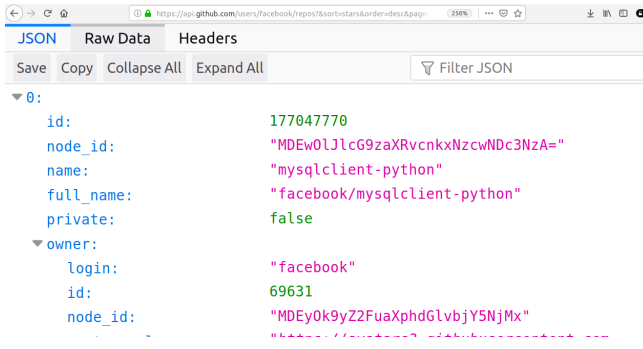 https://api.github.com/users/facebook/repos?&sort=stars&order=desc&page 250%
JSON Raw Data Headers
Save Copy Collapse All Expand All Filter JSON
0:
id: 177047770
node_id: "MDEwOlJlcG9zaXRvcnkxNzcwNDc3NzA="
name: "mysqlclient-python"
full_name: "facebook/mysqlclient-python"
private: false
owner:
login: "facebook"
id: 69631
node_id: "MDEyOk9yZ2FuaXphdGlvbjY5NjMx"